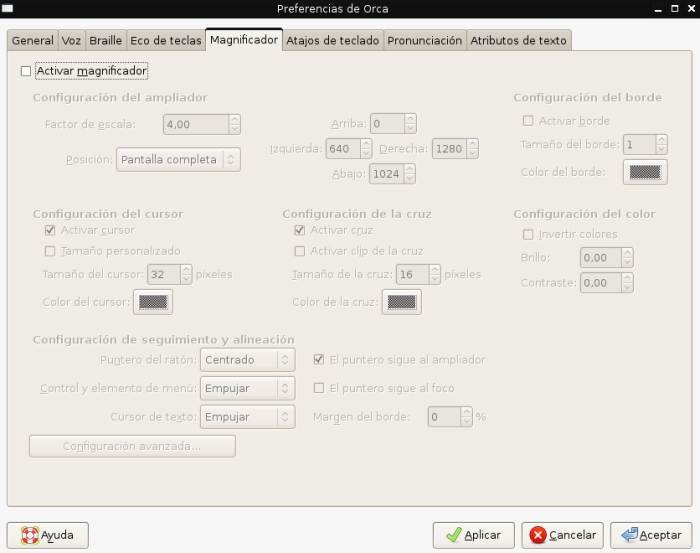 Preferencias de Orca
General Voz Braille Eco de teclas Magnificador Atajos de teclado Pronunciación Atributos de texto
Activar magnificador
Configuración del ampliador
Factor de escala: 4,00
Posición: Pantalla completa
Arriba: 0
Izquierda: 640 Derecha: 1280
Abajo: 1024
Configuración del borde
Activar borde
Tamaño del borde: 1
Color del borde:
Configuración del cursor
Activar cursor
Tamaño personalizado
Tamaño del cursor: 32 píxeles
Color del cursor:
Configuración de la cruz
Activar cruz
Activar clip de la cruz
Tamaño de la cruz: 16 píxeles
Color de la cruz:
Configuración del color
Invertir colores
Brillo: 0,00
Contraste: 0,00
Configuración de seguimiento y alineación
Puntero del ratón: Centrado
Control y elemento de menú: Empujar
Cursor de texto: Empujar
El puntero sigue al ampliador
El puntero sigue al foco
Margen del borde: 0 %
Configuración avanzada...
Ayuda Aplicar Cancelar Aceptar